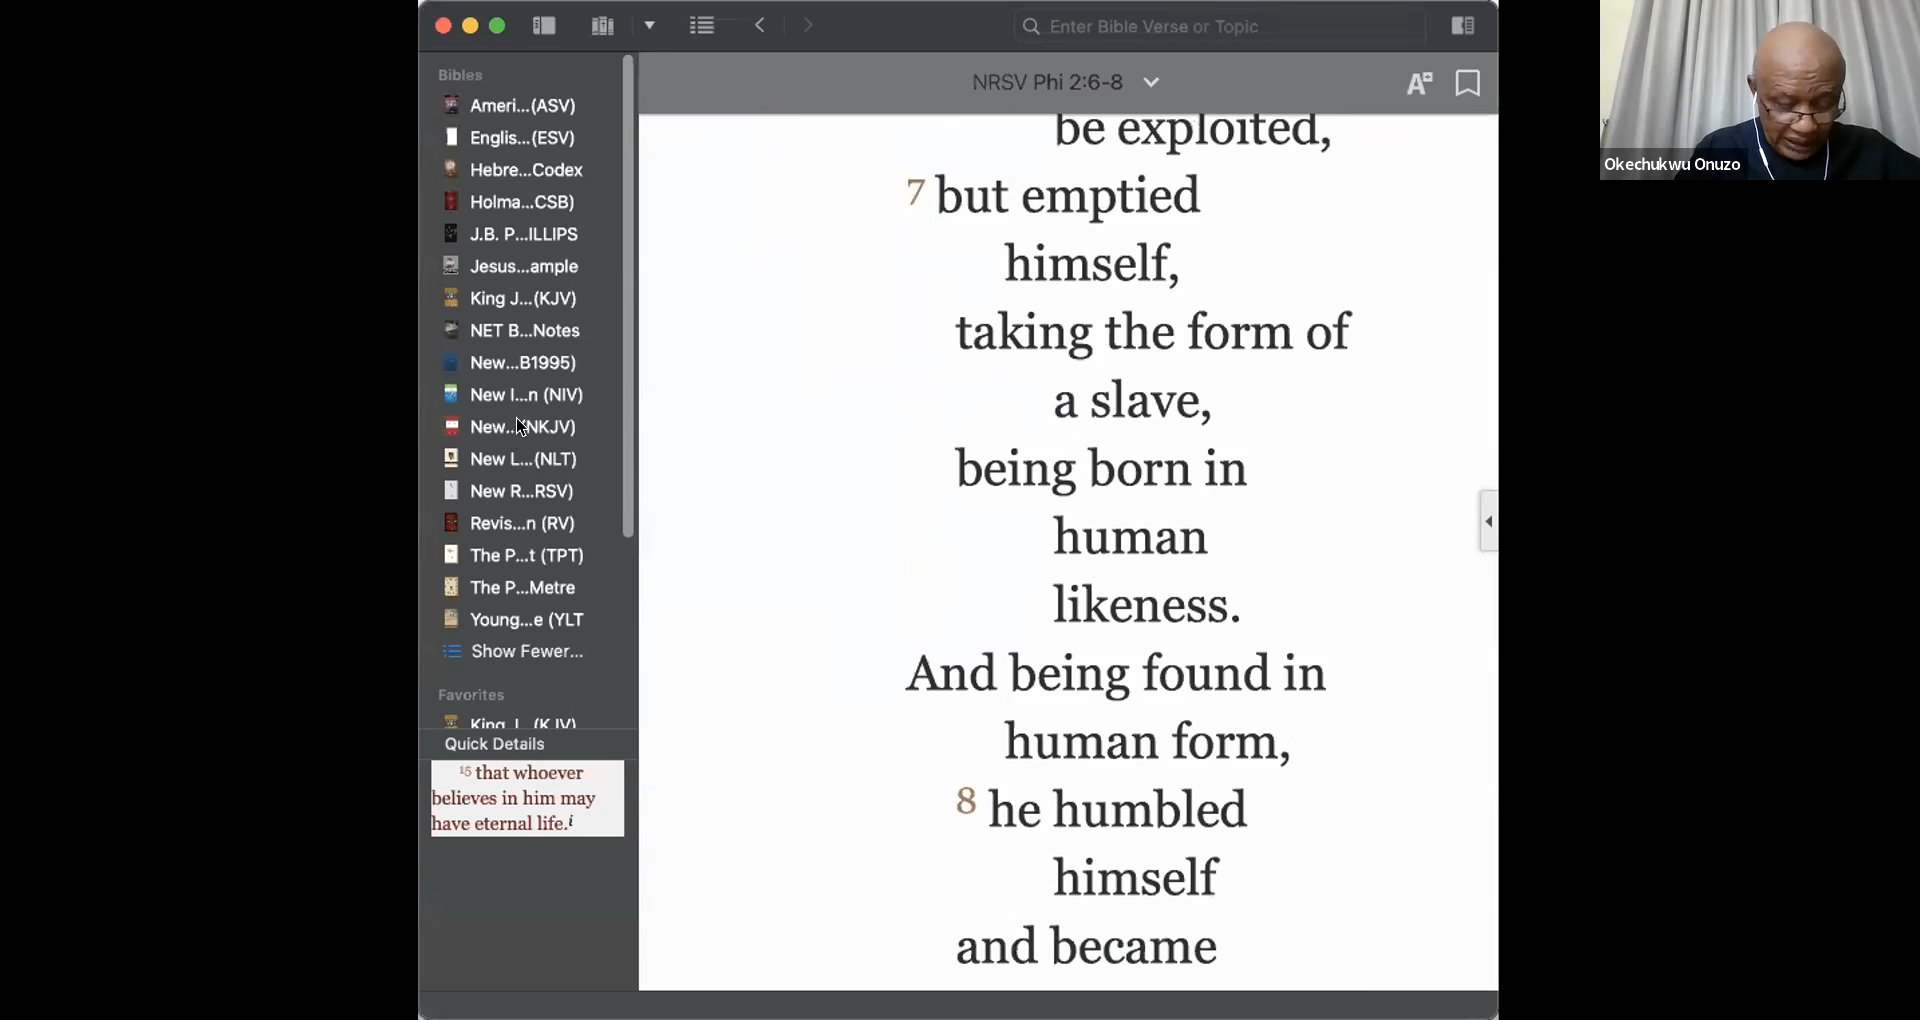 Enter Bible Verse or Topic
Bibles
Ameri...(ASV)
Englis...(ESV)
Hebre...Codex
Holma...CSB)
J.B. P...ILLIPS
Jesus...ample
King J...(KJV)
NET B...Notes
New...B1995)
New I...n (NIV)
New...NKJV)
New L...(NLT)
New R...RSV)
Revis...n (RV)
The P...t (TPT)
The P...Metre
Young...e (YLT
Show Fewer...
Favorites
King J...(KJV)
Quick Details
15 that whoever
believes in him may
have eternal life.i
NRSV Phi 2:6-8
be exploited,
7 but emptied
himself,
taking the form of
a slave,
being born in
human
likeness.
And being found in
human form,
8 he humbled
himself
and became
Okechukwu Onuzo